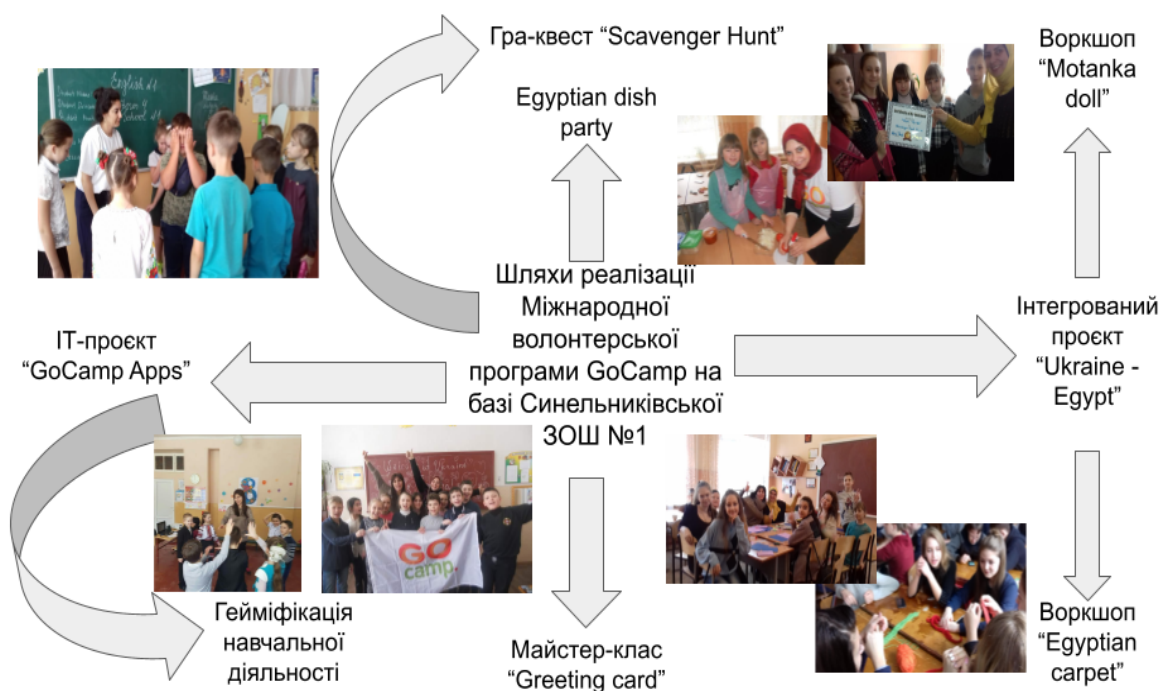 Гра-квест “Scavenger Hunt”
Egyptian dish
party
Воркшоп
“Motanka
doll”
English
Шляхи реалізації
Міжнародної
волонтерської
програми GoCamp на
базі Синельниківської
ЗОШ №1
ІТ-проєкт
“GoCamp Apps”
Інтегрований
проєкт
“Ukraine -
Egypt”
GO
camp
Гейміфікація
навчальної
діяльності
Майстер-клас
“Greeting card”
Воркшоп
“Egyptian
carpet”